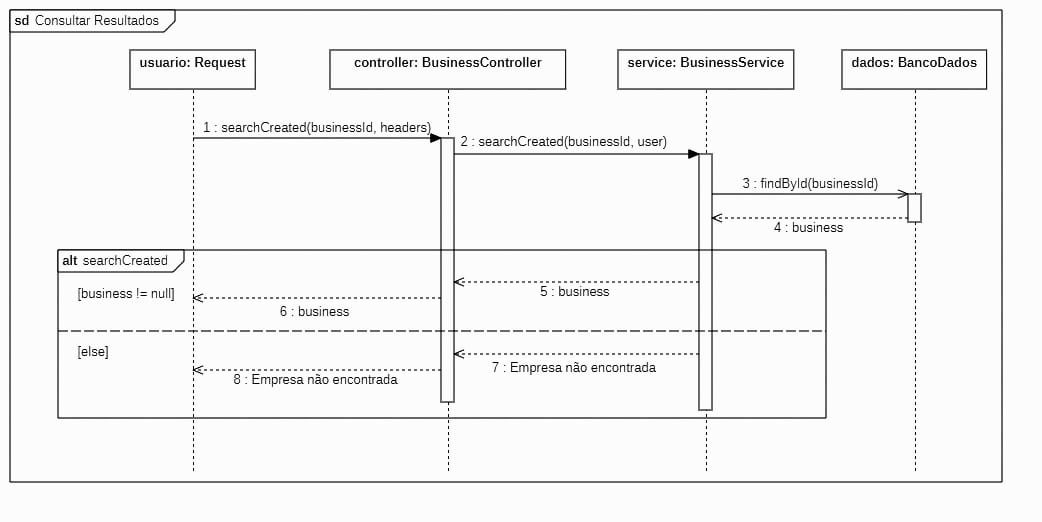 sd Consultar Resultados
usuario: Request
controller: BusinessController
service: BusinessService
dados: BancoDados
1 : searchCreated(businessId, headers)
2 : searchCreated(businessId, user)
3 : findById(businessId)
4 : business
alt searchCreated
[business != null]
5 : business
6 : business
[else]
7 : Empresa não encontrada
8 : Empresa não encontrada